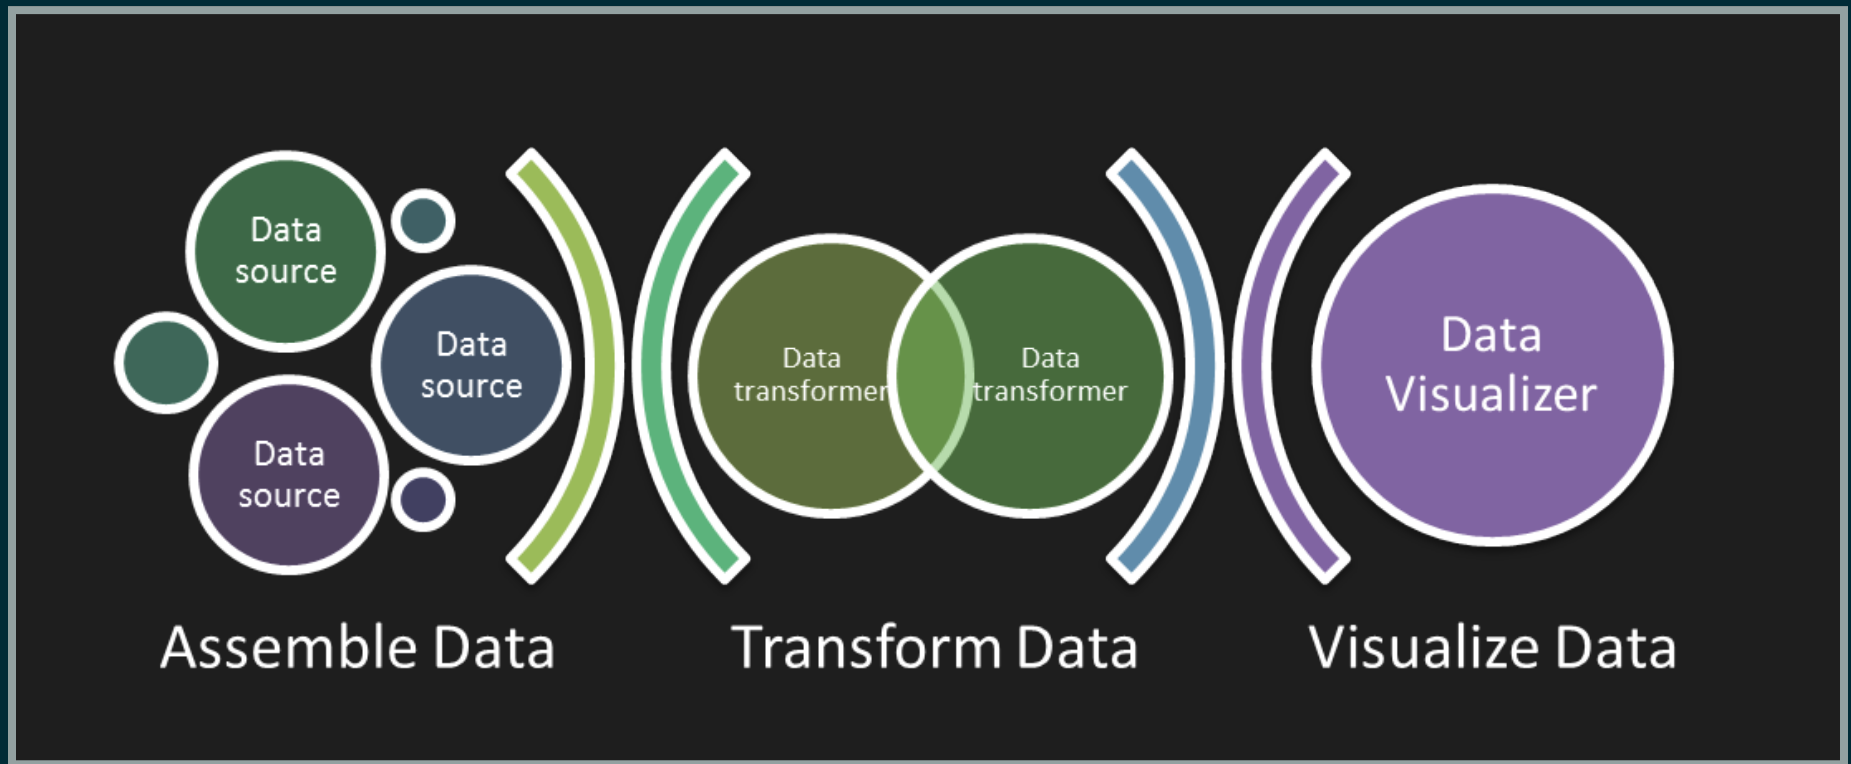 Data
source
Data
source
Data
source
Assemble Data
Data
transformer
Data
transformer
Transform Data
Data
Visualizer
Visualize Data